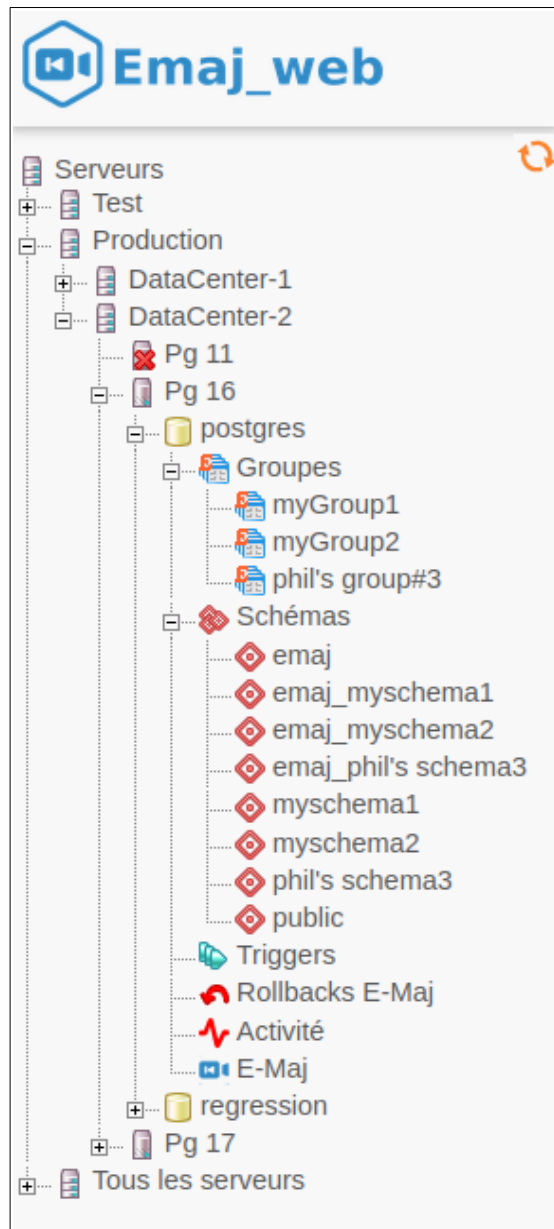 Emaj_web
Serveurs
Test
Production
DataCenter-1
DataCenter-2
Pg 11
Pg 16
postgres
Groupes
myGroup1
myGroup2
phil's group#3
Schémas
emaj
emaj_myschema1
emaj_myschema2
emaj_phil's schema3
myschema1
myschema2
phil's schema3
public
Triggers
Rollbacks E-Maj
Activité
E-Maj
regression
Pg 17
Tous les serveurs